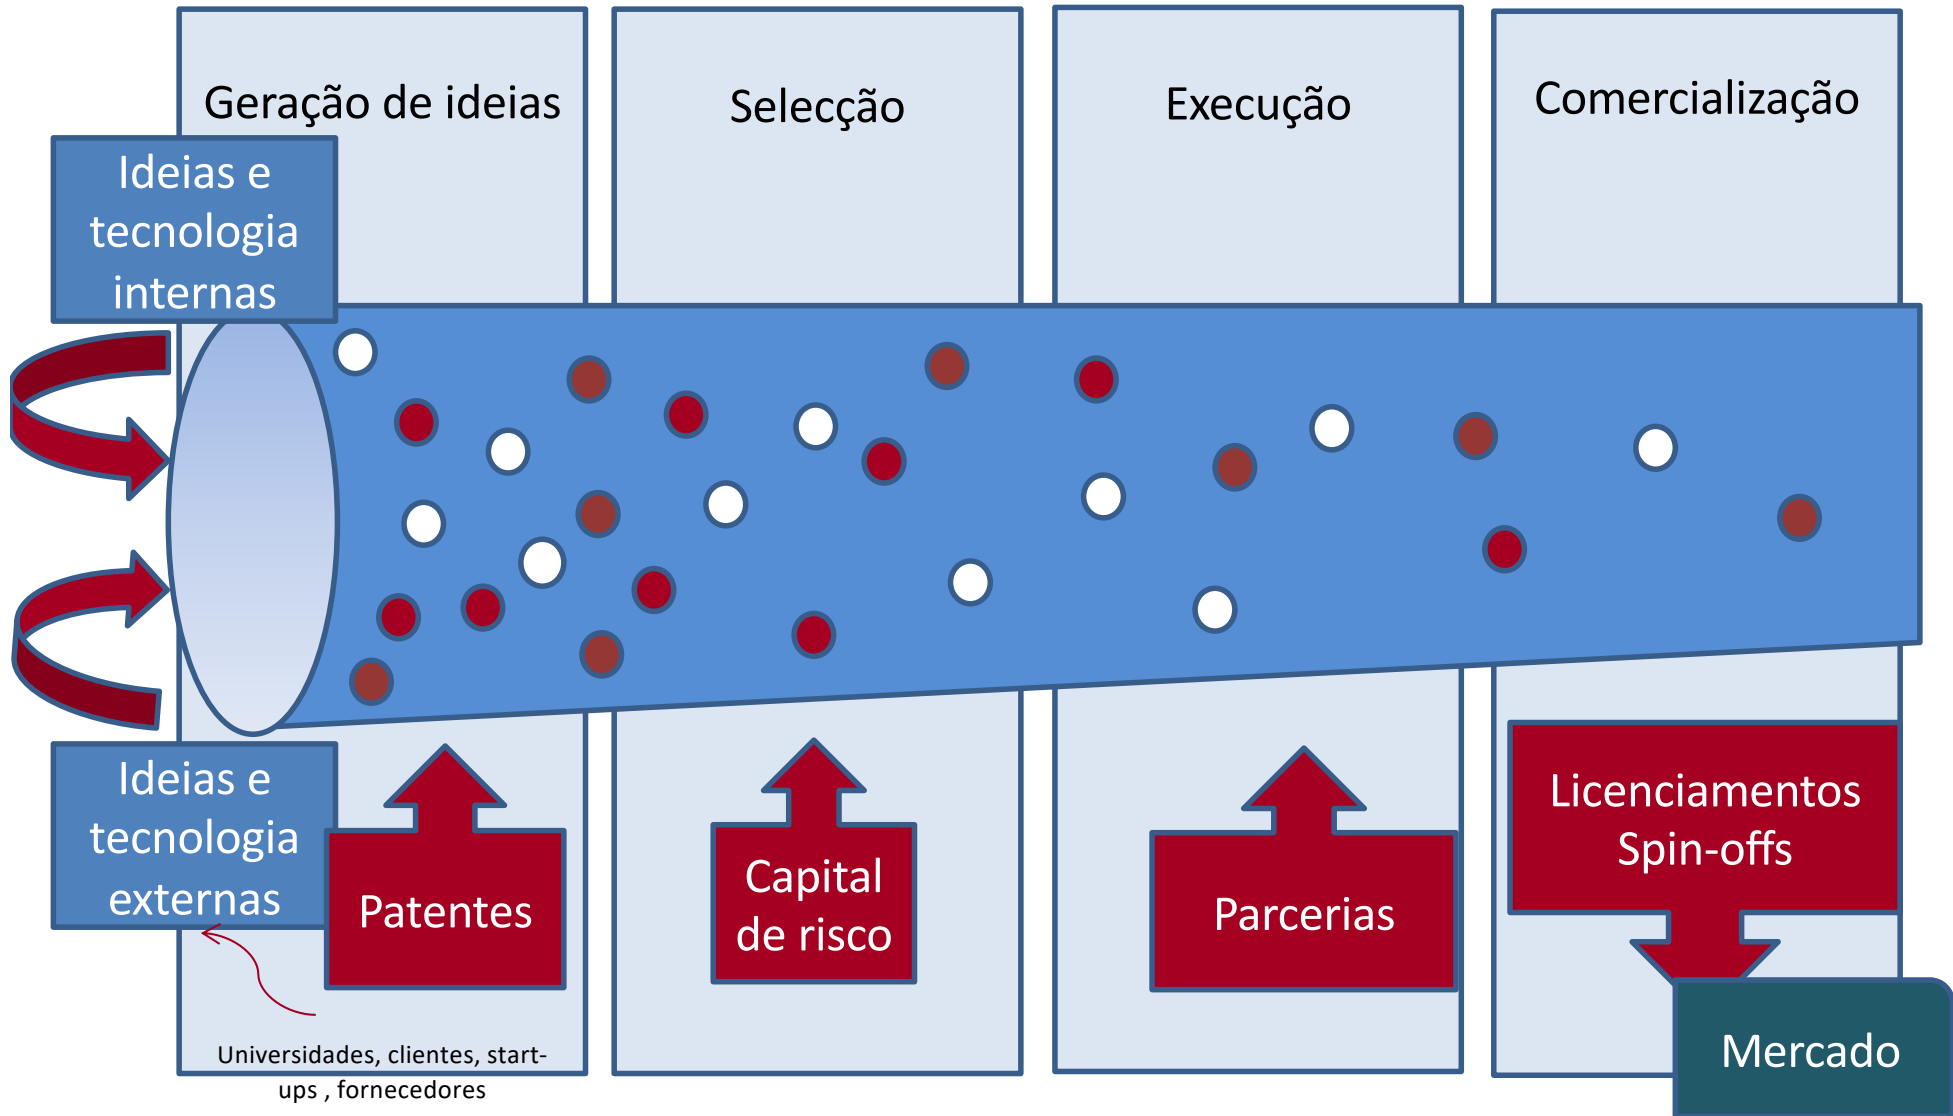 Geração de ideias
Selecção
Execução
Comercialização
Ideias e
tecnologia
internas
Ideias e
tecnologia
externas
Patentes
Capital
de risco
Parcerias
Licenciamentos
Spin-offs
Mercado
Universidades, clientes, start-
ups , fornecedores